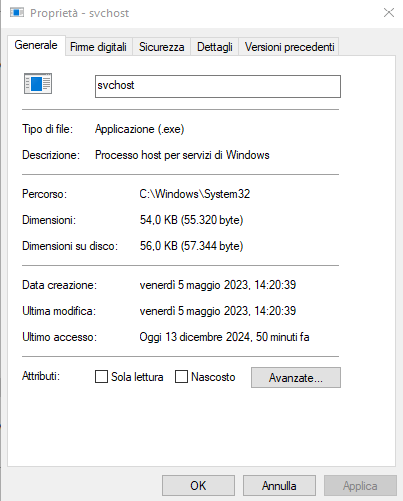 Proprietà - svchost
Generale Firme digitali Sicurezza Dettagli Versioni precedenti
svchost
Tipo di file: Applicazione (.exe)
Descrizione: Processo host per servizi di Windows
Percorso: C:\Windows\System32
Dimensioni: 54,0 KB (55.320 byte)
Dimensioni su disco: 56,0 KB (57.344 byte)
Data creazione: venerdì 5 maggio 2023, 14:20:39
Ultima modifica: venerdì 5 maggio 2023, 14:20:39
Ultimo accesso: Oggi 13 dicembre 2024, 50 minuti fa
Attributi: Sola lettura Nascosto Avanzate...
OK Annulla Applica